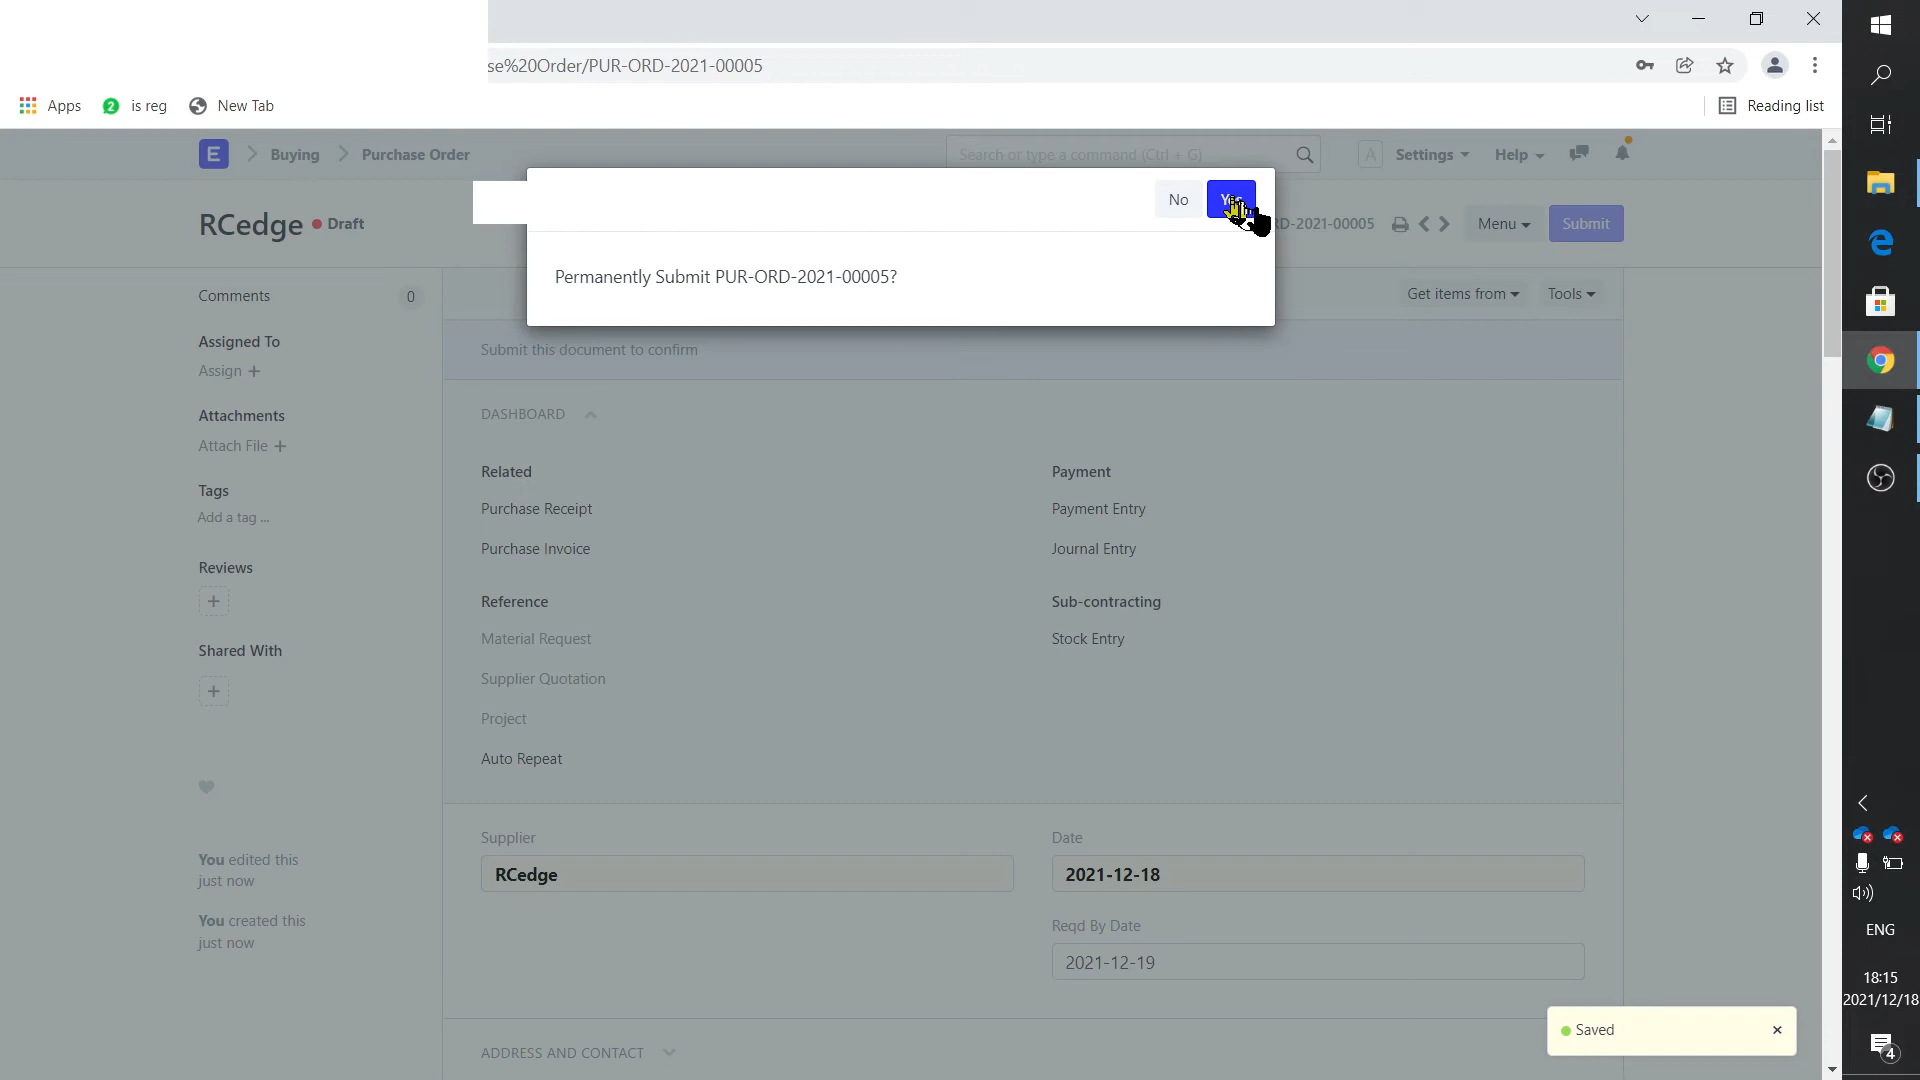 se%20Order/PUR-ORD-2021-00005
Apps
2
is reg
New Tab
Reading list
E
Buying
Purchase Order
Search or type a command (Ctrl + G)
A
Settings
Help
RCedge
Draft
No
RD-2021-00005
Menu
Submit
Permanently Submit PUR-ORD-2021-00005?
Get items from
Tools
Submit this document to confirm
Comments
0
Assigned To
Assign +
Attachments
Attach File +
Tags
Add a tag ...
Reviews
+
Shared With
+
You edited this
just now
You created this
just now
DASHBOARD
Related
Purchase Receipt
Purchase Invoice
Reference
Material Request
Supplier Quotation
Project
Auto Repeat
Payment
Payment Entry
Journal Entry
Sub-contracting
Stock Entry
Supplier
RCedge
Date
2021-12-18
Reqd By Date
2021-12-19
ADDRESS AND CONTACT
Saved
×
ENG
18:15
2021/12/18
4